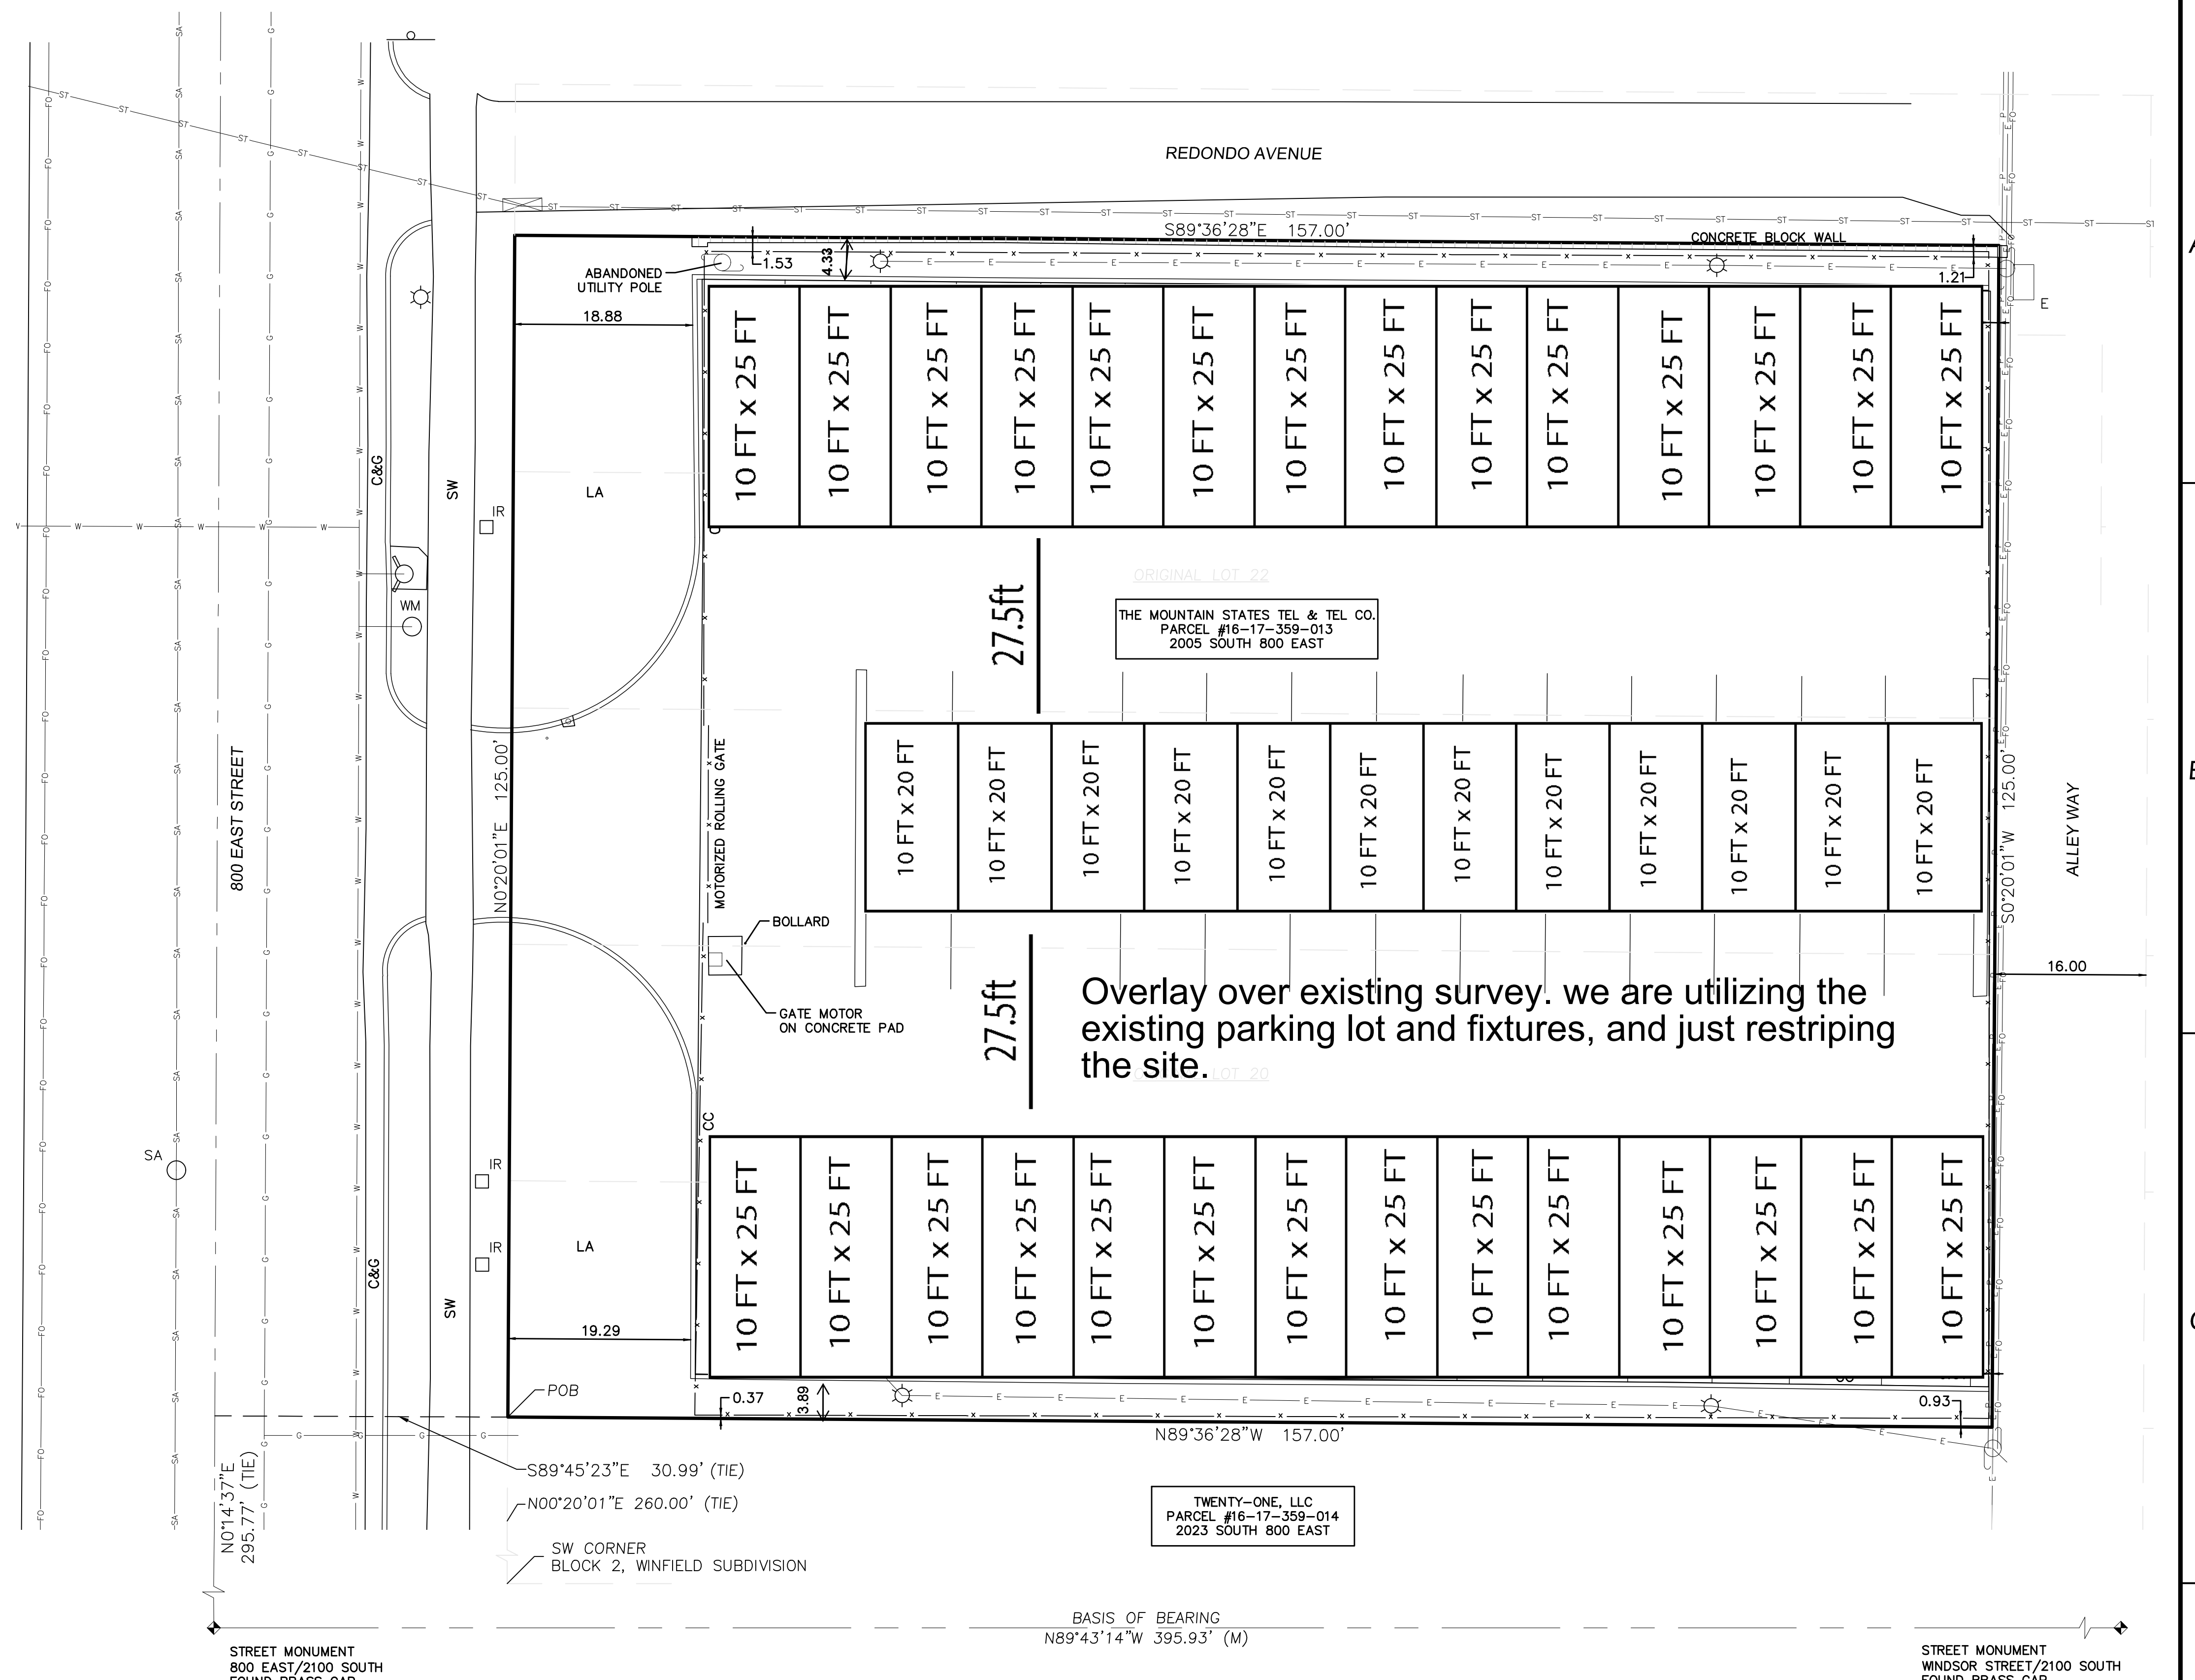 REDONDO AVENUE
S89°36'28"E 157.00'
CONCRETE BLOCK WALL
ABANDONED
UTILITY POLE
1.53
4.33
1.21
E
18.88
10 FT x 25 FT
10 FT x 25 FT
10 FT x 25 FT
10 FT x 25 FT
10 FT x 25 FT
10 FT x 25 FT
10 FT x 25 FT
10 FT x 25 FT
10 FT x 25 FT
10 FT x 25 FT
10 FT x 25 FT
10 FT x 25 FT
10 FT x 25 FT
10 FT x 25 FT
C&G
SW
LA
IR
WM
27.5ft
ORIGINAL LOT 22
THE MOUNTAIN STATES TEL & TEL CO.
PARCEL #16-17-359-013
2005 SOUTH 800 EAST
800 EAST STREET
N0°20'01"E 125.00'
MOTORIZED ROLLING GATE
10 FT x 20 FT
10 FT x 20 FT
10 FT x 20 FT
10 FT x 20 FT
10 FT x 20 FT
10 FT x 20 FT
10 FT x 20 FT
10 FT x 20 FT
10 FT x 20 FT
10 FT x 20 FT
10 FT x 20 FT
10 FT x 20 FT
S0°20'01"W 125.00'
ALLEY WAY
16.00
BOLLARD
GATE MOTOR
ON CONCRETE PAD
27.5ft
Overlay over existing survey. we are utilizing the
existing parking lot and fixtures, and just restriping
the site.
LOT 20
CC
SA
IR
IR
LA
C&G
SW
10 FT x 25 FT
10 FT x 25 FT
10 FT x 25 FT
10 FT x 25 FT
10 FT x 25 FT
10 FT x 25 FT
10 FT x 25 FT
10 FT x 25 FT
10 FT x 25 FT
10 FT x 25 FT
10 FT x 25 FT
10 FT x 25 FT
10 FT x 25 FT
10 FT x 25 FT
19.29
POB
0.37
3.89
0.93
N89°36'28"W 157.00'
S89°45'23"E 30.99' (TIE)
N00°20'01"E 260.00' (TIE)
N0°14'37"E
295.77' (TIE)
SW CORNER
BLOCK 2, WINFIELD SUBDIVISION
TWENTY-ONE, LLC
PARCEL #16-17-359-014
2023 SOUTH 800 EAST
BASIS OF BEARING
N89°43'14"W 395.93' (M)
STREET MONUMENT
800 EAST/2100 SOUTH
FOUND BRASS CAP
STREET MONUMENT
WINDSOR STREET/2100 SOUTH
FOUND BRASS CAP